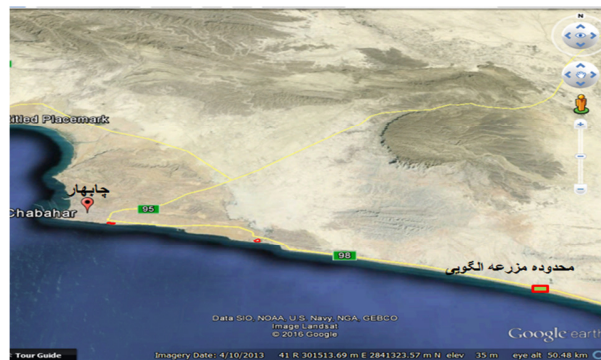 N
Untitled Placemark
چابهار
Chabahar
95
98
محدوده مزرعه الگویی
Data SIO, NOAA, U.S. Navy, NGA, GEBCO
Image Landsat
© 2016 Google
Google earth
Tour Guide
Imagery Date: 4/10/2013 41 R 301513.69 m E 2841323.57 m N elev 35 m eye alt 50.48 km